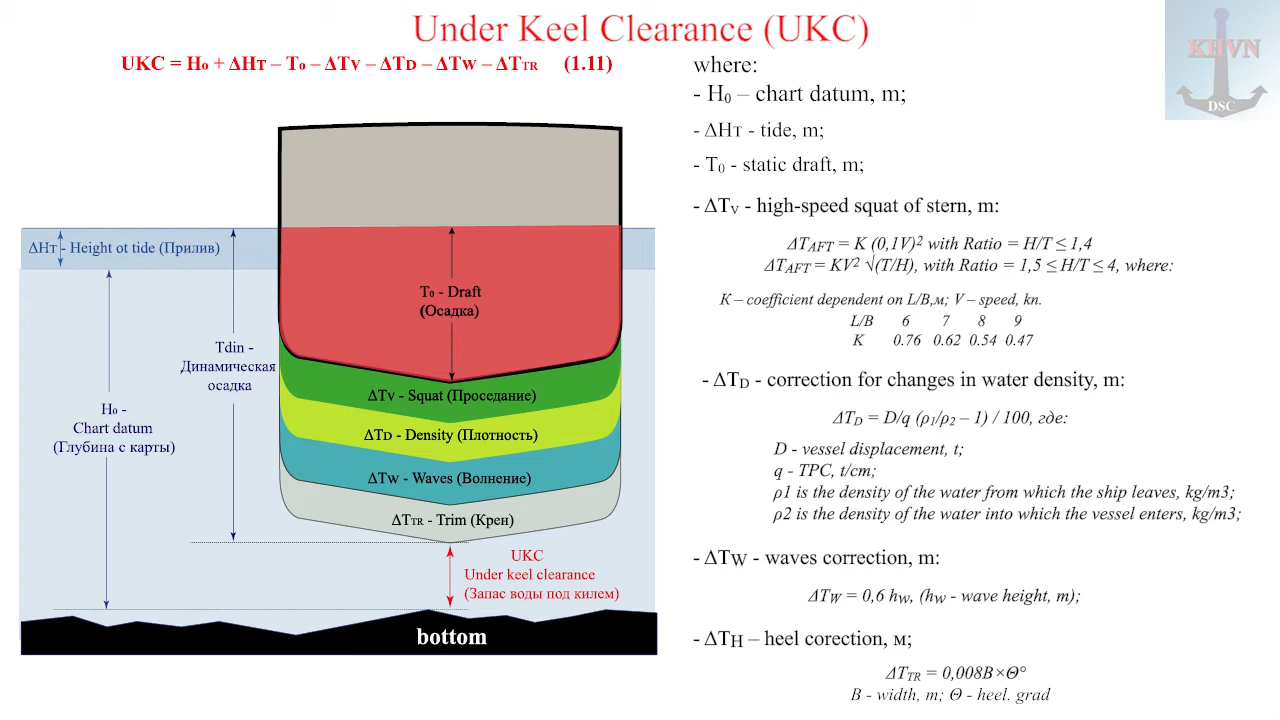 Under Keel Clearance (UKC)
UKC = H₀ + ΔHT – T₀ – ΔTV – ΔTD – ΔTW – ΔTTR (1.11)
ΔHT - Height ot tide (Прилив)
T₀ - Draft
(Осадка)
Tdin -
Динамическая
осадка
H₀ -
Chart datum
(Глубина с карты)
ΔTV - Squat (Проседание)
ΔTD - Density (Плотность)
ΔTW - Waves (Волнение)
ΔTTR - Trim (Крен)
UKC
Under keel clearance
(Запас воды под килем)
bottom
where:
- H₀ – chart datum, m;
- ΔHT - tide, m;
- T₀ - static draft, m;
- ΔTV - high-speed squat of stern, m:
ΔTAFT = K (0,1V)² with Ratio = H/T ≤ 1,4
ΔTAFT = KV² √(T/H), with Ratio = 1,5 ≤ H/T ≤ 4, where:
K – coefficient dependent on L/B,м; V – speed, kn.
L/B 6 7 8 9
K 0.76 0.62 0.54 0.47
- ΔTD - correction for changes in water density, m:
ΔTD = D/q (ρ1/ρ2 – 1) / 100, где:
D - vessel displacement, t;
q - TPC, t/cm;
ρ1 is the density of the water from which the ship leaves, kg/m3;
ρ2 is the density of the water into which the vessel enters, kg/m3;
- ΔTW - waves correction, m:
ΔTW = 0,6 hw, (hw - wave height, m);
- ΔTH – heel corection, м;
ΔTTR = 0,008B×Θ°
B - width, m; Θ - heel. grad
KHVN
DSC